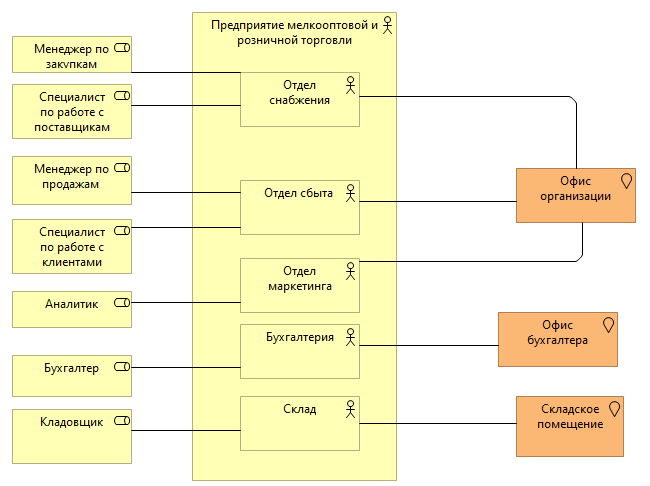 Предприятие мелкооптовой и
розничной торговли
Менеджер по
закупкам
Отдел
снабжения
Специалист
по работе с
поставщикам
Менеджер по
продажам
Отдел сбыта
Офис
организации
Специалист
по работе с
клиентами
Отдел
маркетинга
Аналитик
Бухгалтерия
Офис
бухгалтера
Бухгалтер
Склад
Складское
помещение
Кладовщик